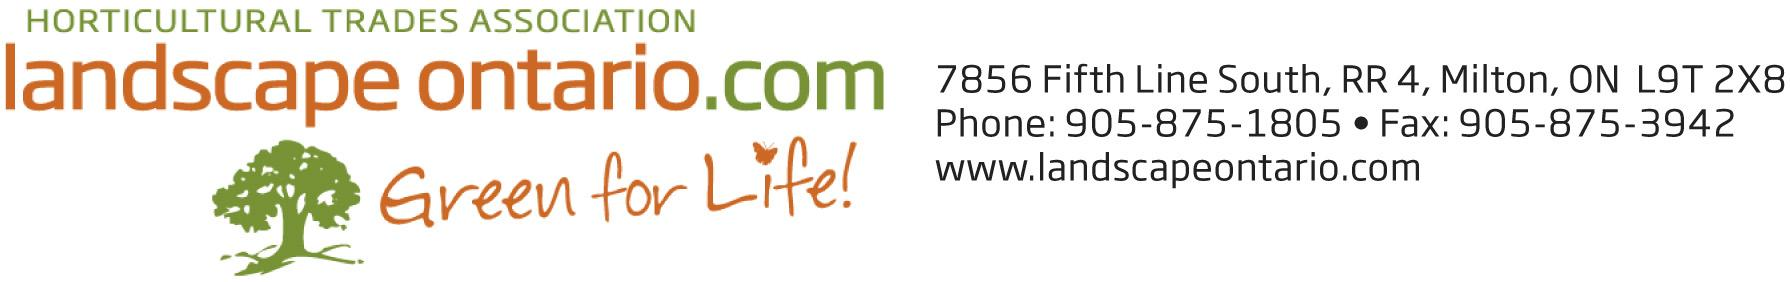 HORTICULTURAL TRADES ASSOCIATION
landscape ontario.com
Green for Life!
7856 Fifth Line South, RR 4, Milton, ON  L9T 2X8
Phone: 905-875-1805 • Fax: 905-875-3942
www.landscapeontario.com